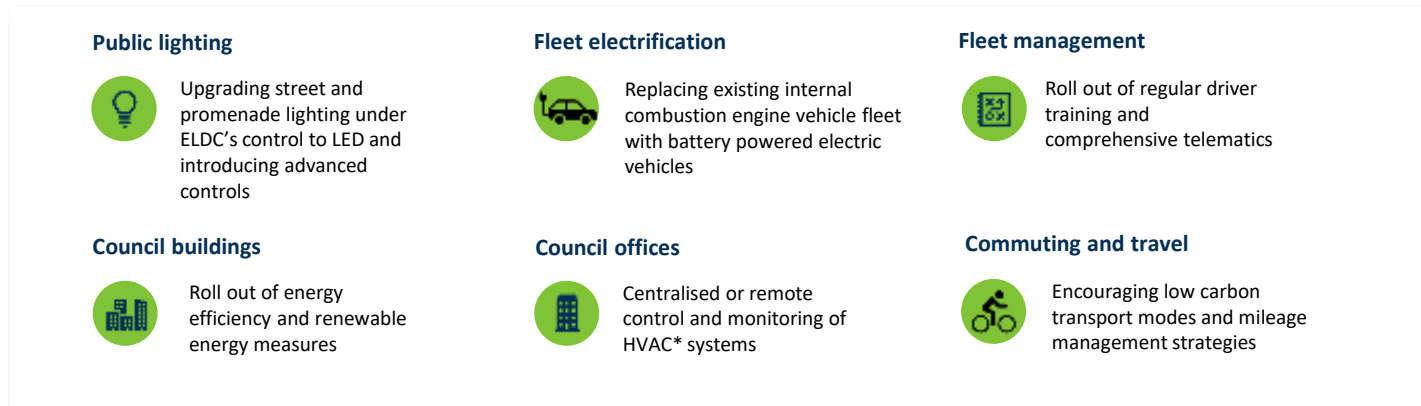 Public lighting
Upgrading street and
promenade lighting under
ELDC’s control to LED and
introducing advanced
controls
Fleet electrification
Replacing existing internal
combustion engine vehicle fleet
with battery powered electric
vehicles
Fleet management
Roll out of regular driver
training and
comprehensive telematics
Council buildings
Roll out of energy
efficiency and renewable
energy measures
Council offices
Centralised or remote
control and monitoring of
HVAC* systems
Commuting and travel
Encouraging low carbon
transport modes and mileage
management strategies